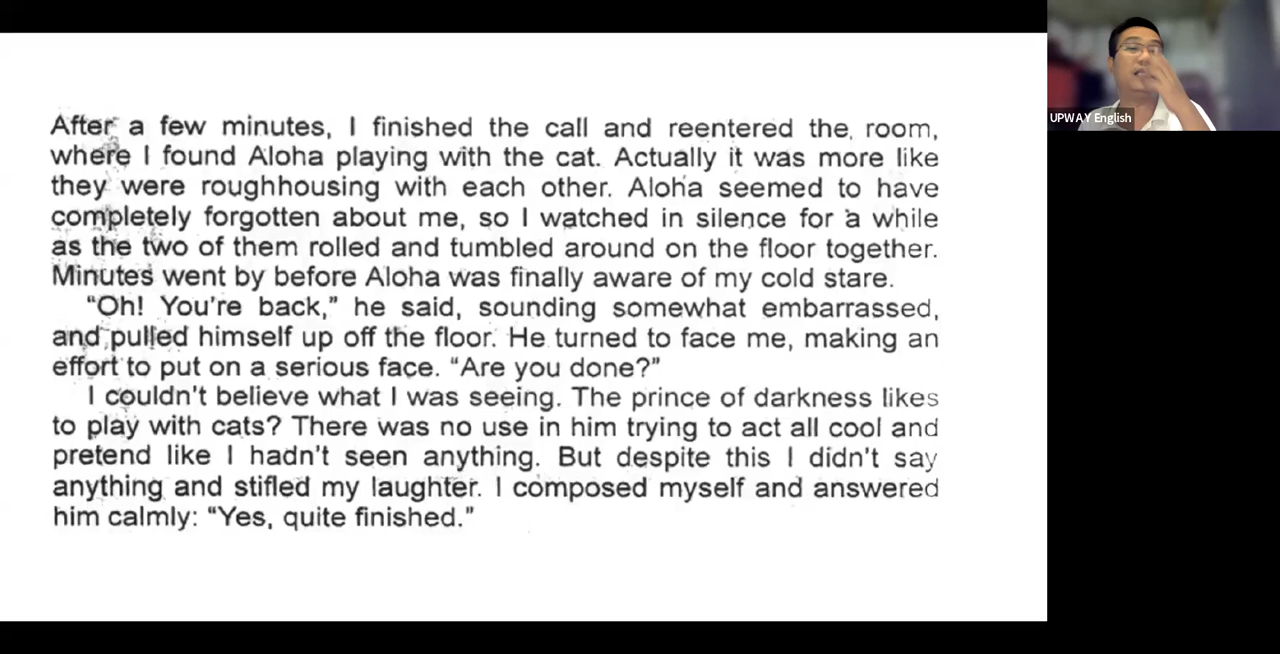 After a few minutes, I finished the call and reentered the room,
where I found Aloha playing with the cat. Actually it was more like
they were roughhousing with each other. Aloha seemed to have
completely forgotten about me, so I watched in silence for a while
as the two of them rolled and tumbled around on the floor together.
Minutes went by before Aloha was finally aware of my cold stare.
“Oh! You're back,” he said, sounding somewhat embarrassed,
and pulled himself up off the floor. He turned to face me, making an
effort to put on a serious face. “Are you done?”
I couldn't believe what I was seeing. The prince of darkness likes
to play with cats? There was no use in him trying to act all cool and
pretend like I hadn't seen anything. But despite this I didn't say
anything and stifled my laughter. I composed myself and answered
him calmly: “Yes, quite finished.”
UPWAY English